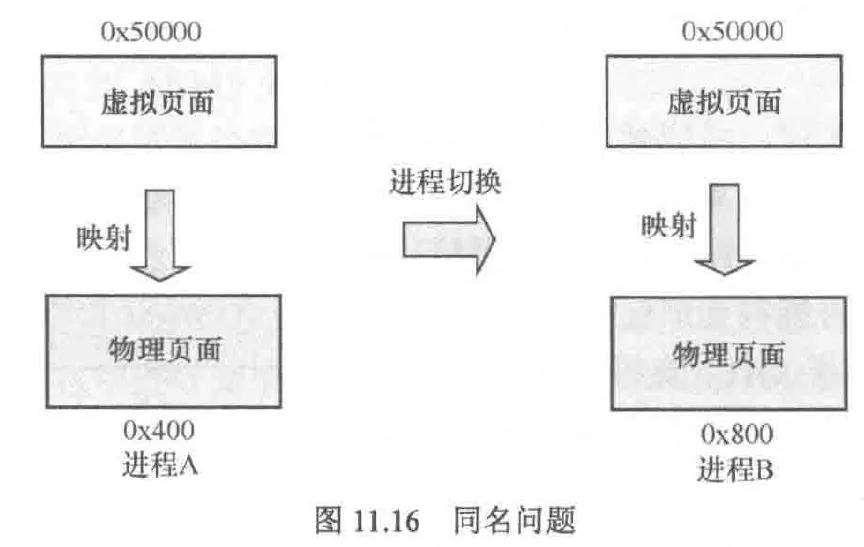 0x50000
0x50000
虚拟页面
虚拟页面
进程切换
映射
映射
物理页面
物理页面
0x400
0x800
进程A
进程B
图 11.16 同名问题